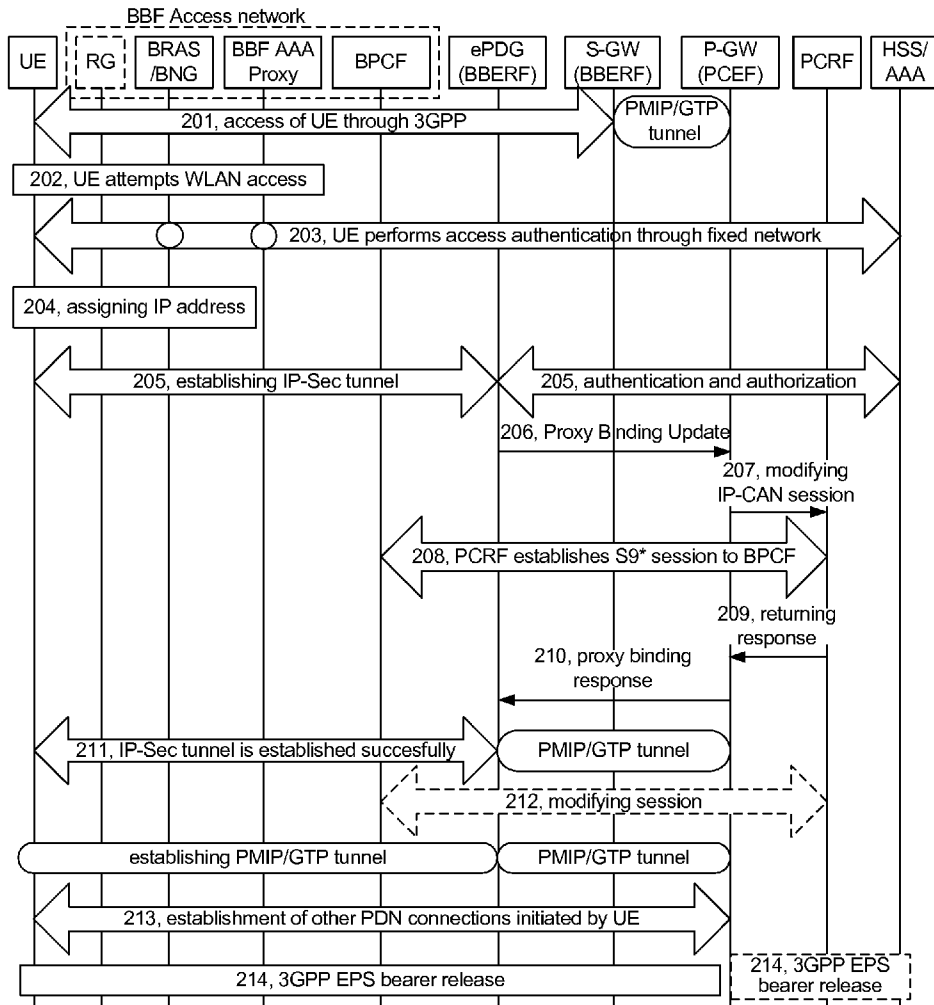 BBF Access network
UE
RG
BRAS
/BNG
BBF AAA
Proxy
BPCF
ePDG
(BBERF)
S-GW
(BBERF)
P-GW
(PCEF)
PCRF
HSS/
AAA
201, access of UE through 3GPP
PMIP/GTP
tunnel
202, UE attempts WLAN access
203, UE performs access authentication through fixed network
204, assigning IP address
205, establishing IP-Sec tunnel
205, authentication and authorization
206, Proxy Binding Update
207, modifying
IP-CAN session
208, PCRF establishes S9* session to BPCF
209, returning
response
210, proxy binding
response
211, IP-Sec tunnel is established succesfully
PMIP/GTP tunnel
212, modifying session
establishing PMIP/GTP tunnel
PMIP/GTP tunnel
213, establishment of other PDN connections initiated by UE
214, 3GPP EPS bearer release
214, 3GPP EPS
bearer release